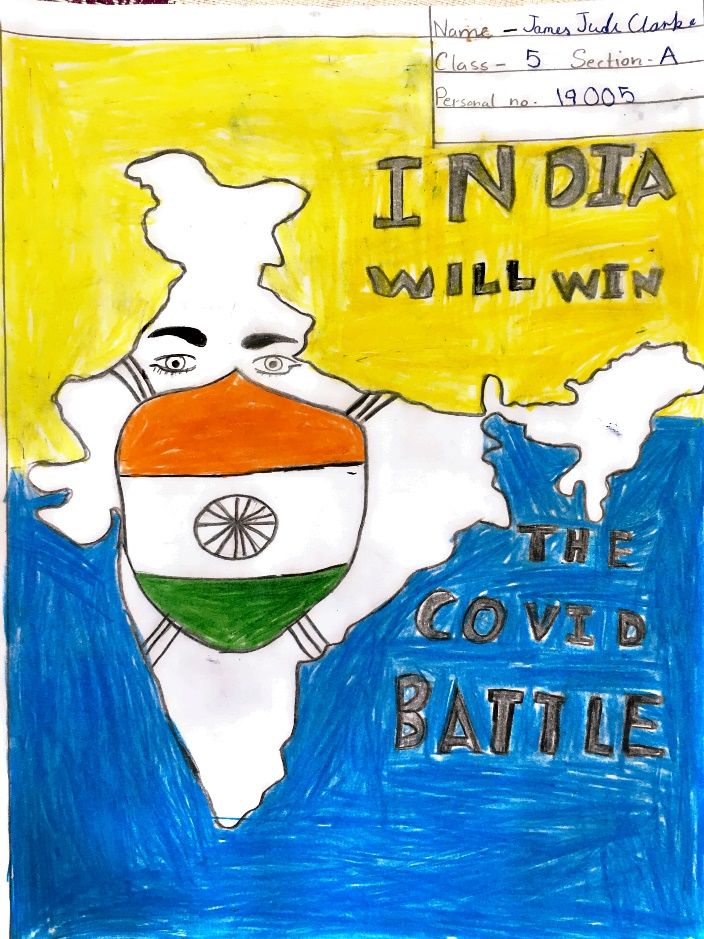 Name - James Jude Clarke
Class - 5 Section - A
Personal no. 19005
INDIA
WILL WIN
THE
COVID
BATTLE